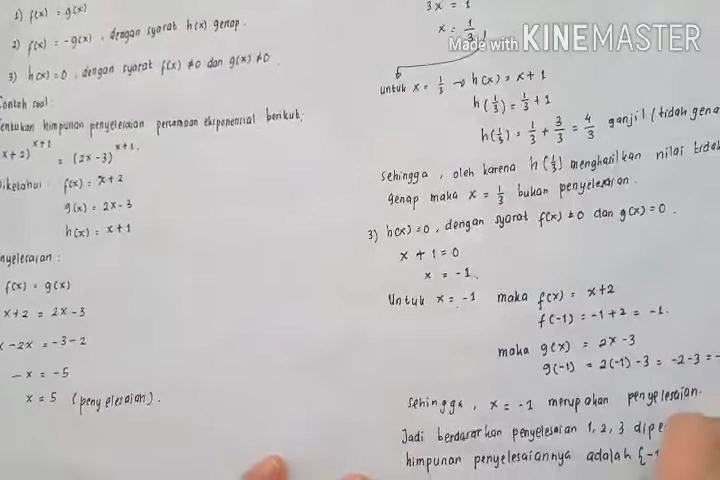 1) f(x) = g(x)
2) f(x) = -g(x), dengan syarat h(x) genap.
3) h(x) = 0, dengan syarat f(x) ≠ 0 dan g(x) ≠ 0
contoh soal:
entukan himpunan penyelesaian persamaan eksponensial berikut;
x+2)^x+1 = (2x-3)^x+1.
iketahui: f(x) = x+2
g(x) = 2x-3
h(x) = x+1
nyelesaian:
f(x) = g(x)
x+2 = 2x-3
x-2x = -3-2
-x = -5
x = 5 (penyelesaian).
3x = 1
x = 1/3
Made with KINEMASTER
untuk x = 1/3 → h(x) = x+1
h(1/3) = 1/3 + 1
h(1/3) = 1/3 + 3/3 = 4/3 ganjil (tidak gena
sehingga, oleh karena h(1/3) menghasilkan nilai tidak
genap maka x = 1/3 bukan penyelesaian.
3) h(x) = 0, dengan syarat f(x) ≠ 0 dan g(x) = 0.
x + 1 = 0
x = -1.
Untuk x = -1 maka f(x) = x+2
f(-1) = -1+2 = -1.
maka g(x) = 2x-3
g(-1) = 2(-1)-3 = -2-3 = -
sehingga, x = -1 merupakan penyelesaian.
Jadi berdasarkan penyelesaian 1, 2, 3 dipe
himpunan penyelesaiannya adalah {-1